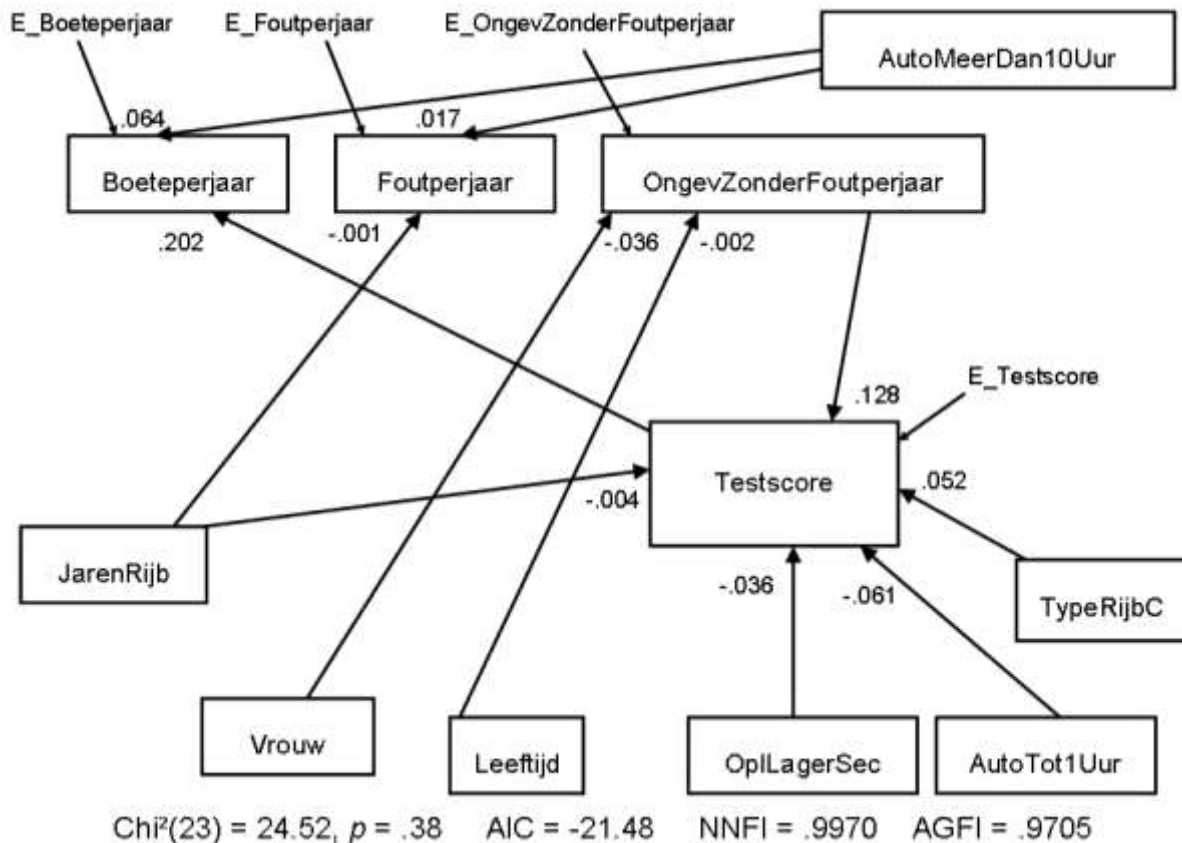 E_Boeteperjaar
E_Foutperjaar
E_OngevZonderFoutperjaar
AutoMeerDan10Uur
.064
.017
Boeteperjaar
Foutperjaar
OngevZonderFoutperjaar
.202
-.001
-.036
-.002
E_Testscore
.128
Testscore
.052
-.004
JarenRijb
-.036
-.061
TypeRijbC
Vrouw
Leeftijd
OplLagerSec
AutoTot1Uur
Chi²(23) = 24.52, p = .38 AIC = -21.48 NNFI = .9970 AGFI = .9705